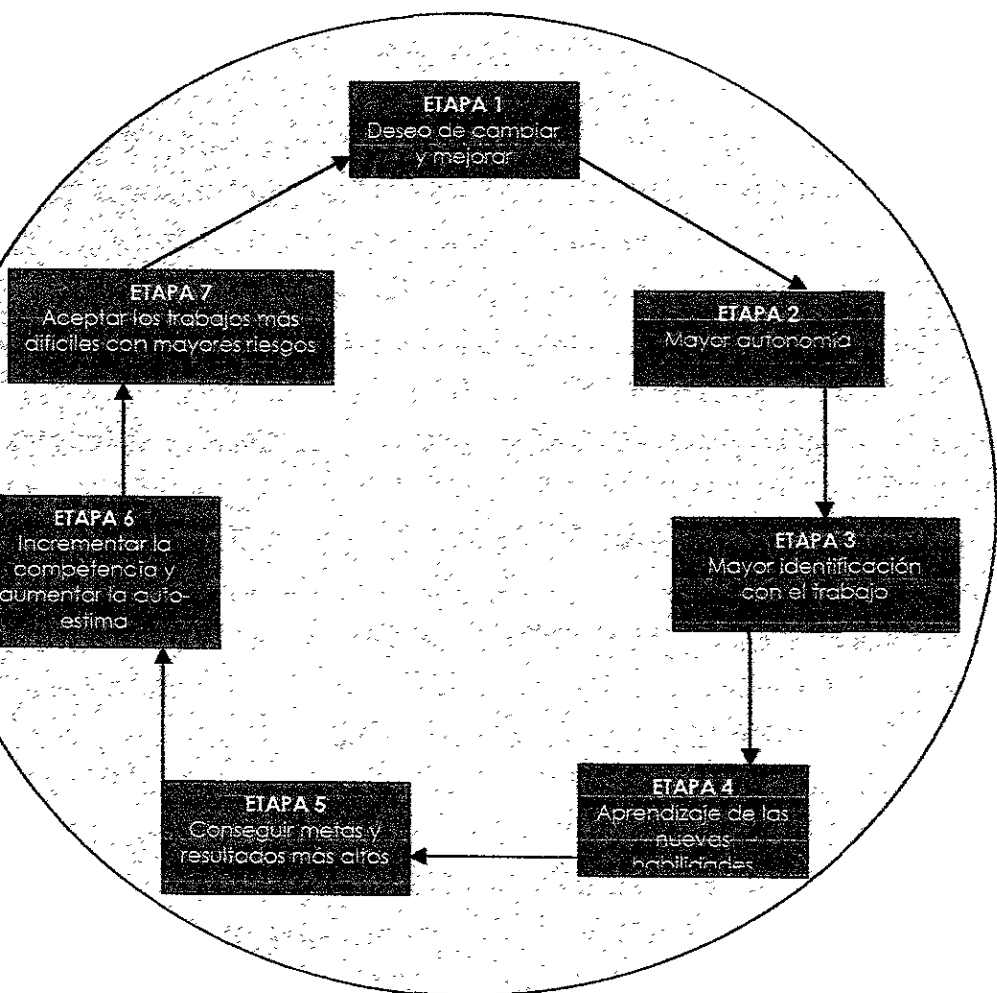 ETAPA 1
Deseo de cambiar
y mejorar
ETAPA 2
Mayor autonomía
ETAPA 3
Mayor identificación
con el trabajo
ETAPA 4
Aprendizaje de las
nuevas
habilidades
ETAPA 5
Conseguir metas y
resultados más altos
ETAPA 6
Incrementar la
competencia y
aumentar la auto-
estima
ETAPA 7
Aceptar los trabajos más
difíciles con mayores riesgos